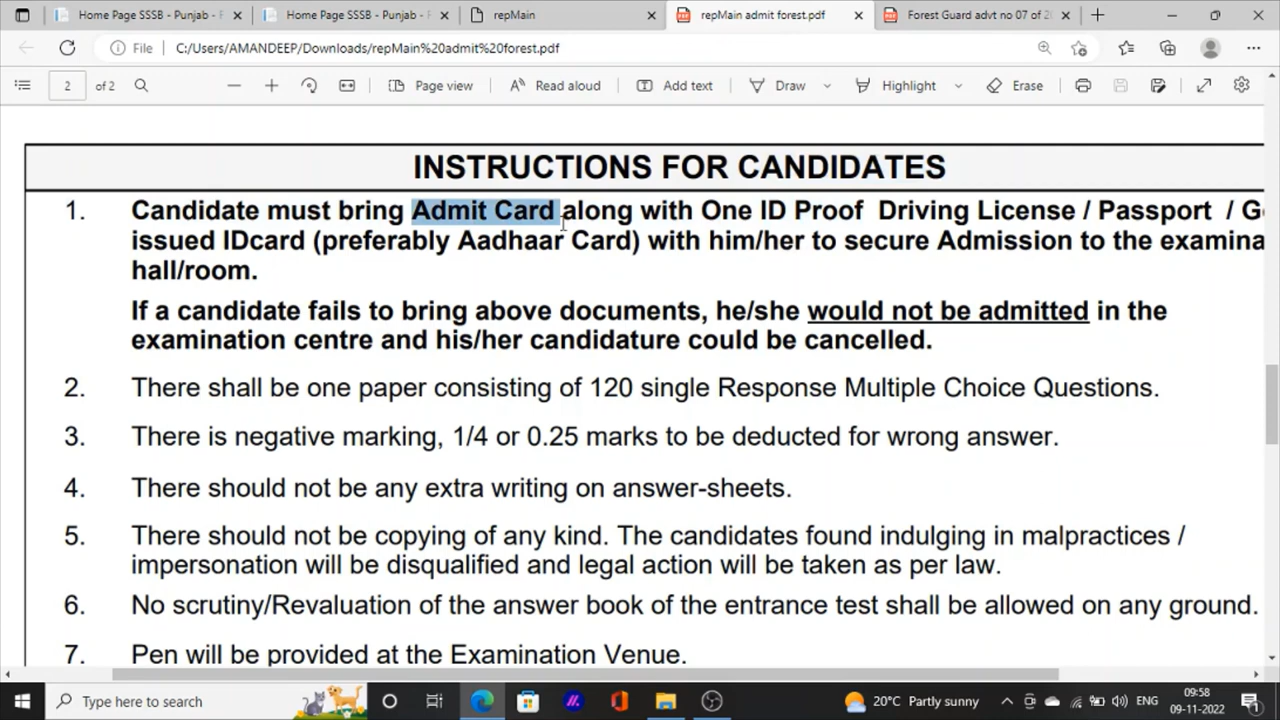 Home Page SSSB - Punjab - F
Home Page SSSB - Punjab - F
repMain
repMain admit forest.pdf
Forest Guard advt no 07 of 20
File
C:/Users/AMANDEEP/Downloads/repMain%20admit%20forest.pdf
2 of 2
Page view
Read aloud
Add text
Draw
Highlight
Erase
INSTRUCTIONS FOR CANDIDATES
1. Candidate must bring Admit Card along with One ID Proof Driving License / Passport / G
issued IDcard (preferably Aadhaar Card) with him/her to secure Admission to the examina
hall/room.
If a candidate fails to bring above documents, he/she would not be admitted in the
examination centre and his/her candidature could be cancelled.
2. There shall be one paper consisting of 120 single Response Multiple Choice Questions.
3. There is negative marking, 1/4 or 0.25 marks to be deducted for wrong answer.
4. There should not be any extra writing on answer-sheets.
5. There should not be copying of any kind. The candidates found indulging in malpractices /
impersonation will be disqualified and legal action will be taken as per law.
6. No scrutiny/Revaluation of the answer book of the entrance test shall be allowed on any ground.
7. Pen will be provided at the Examination Venue.
Type here to search
20°C Partly sunny
ENG
09:58
09-11-2022
1